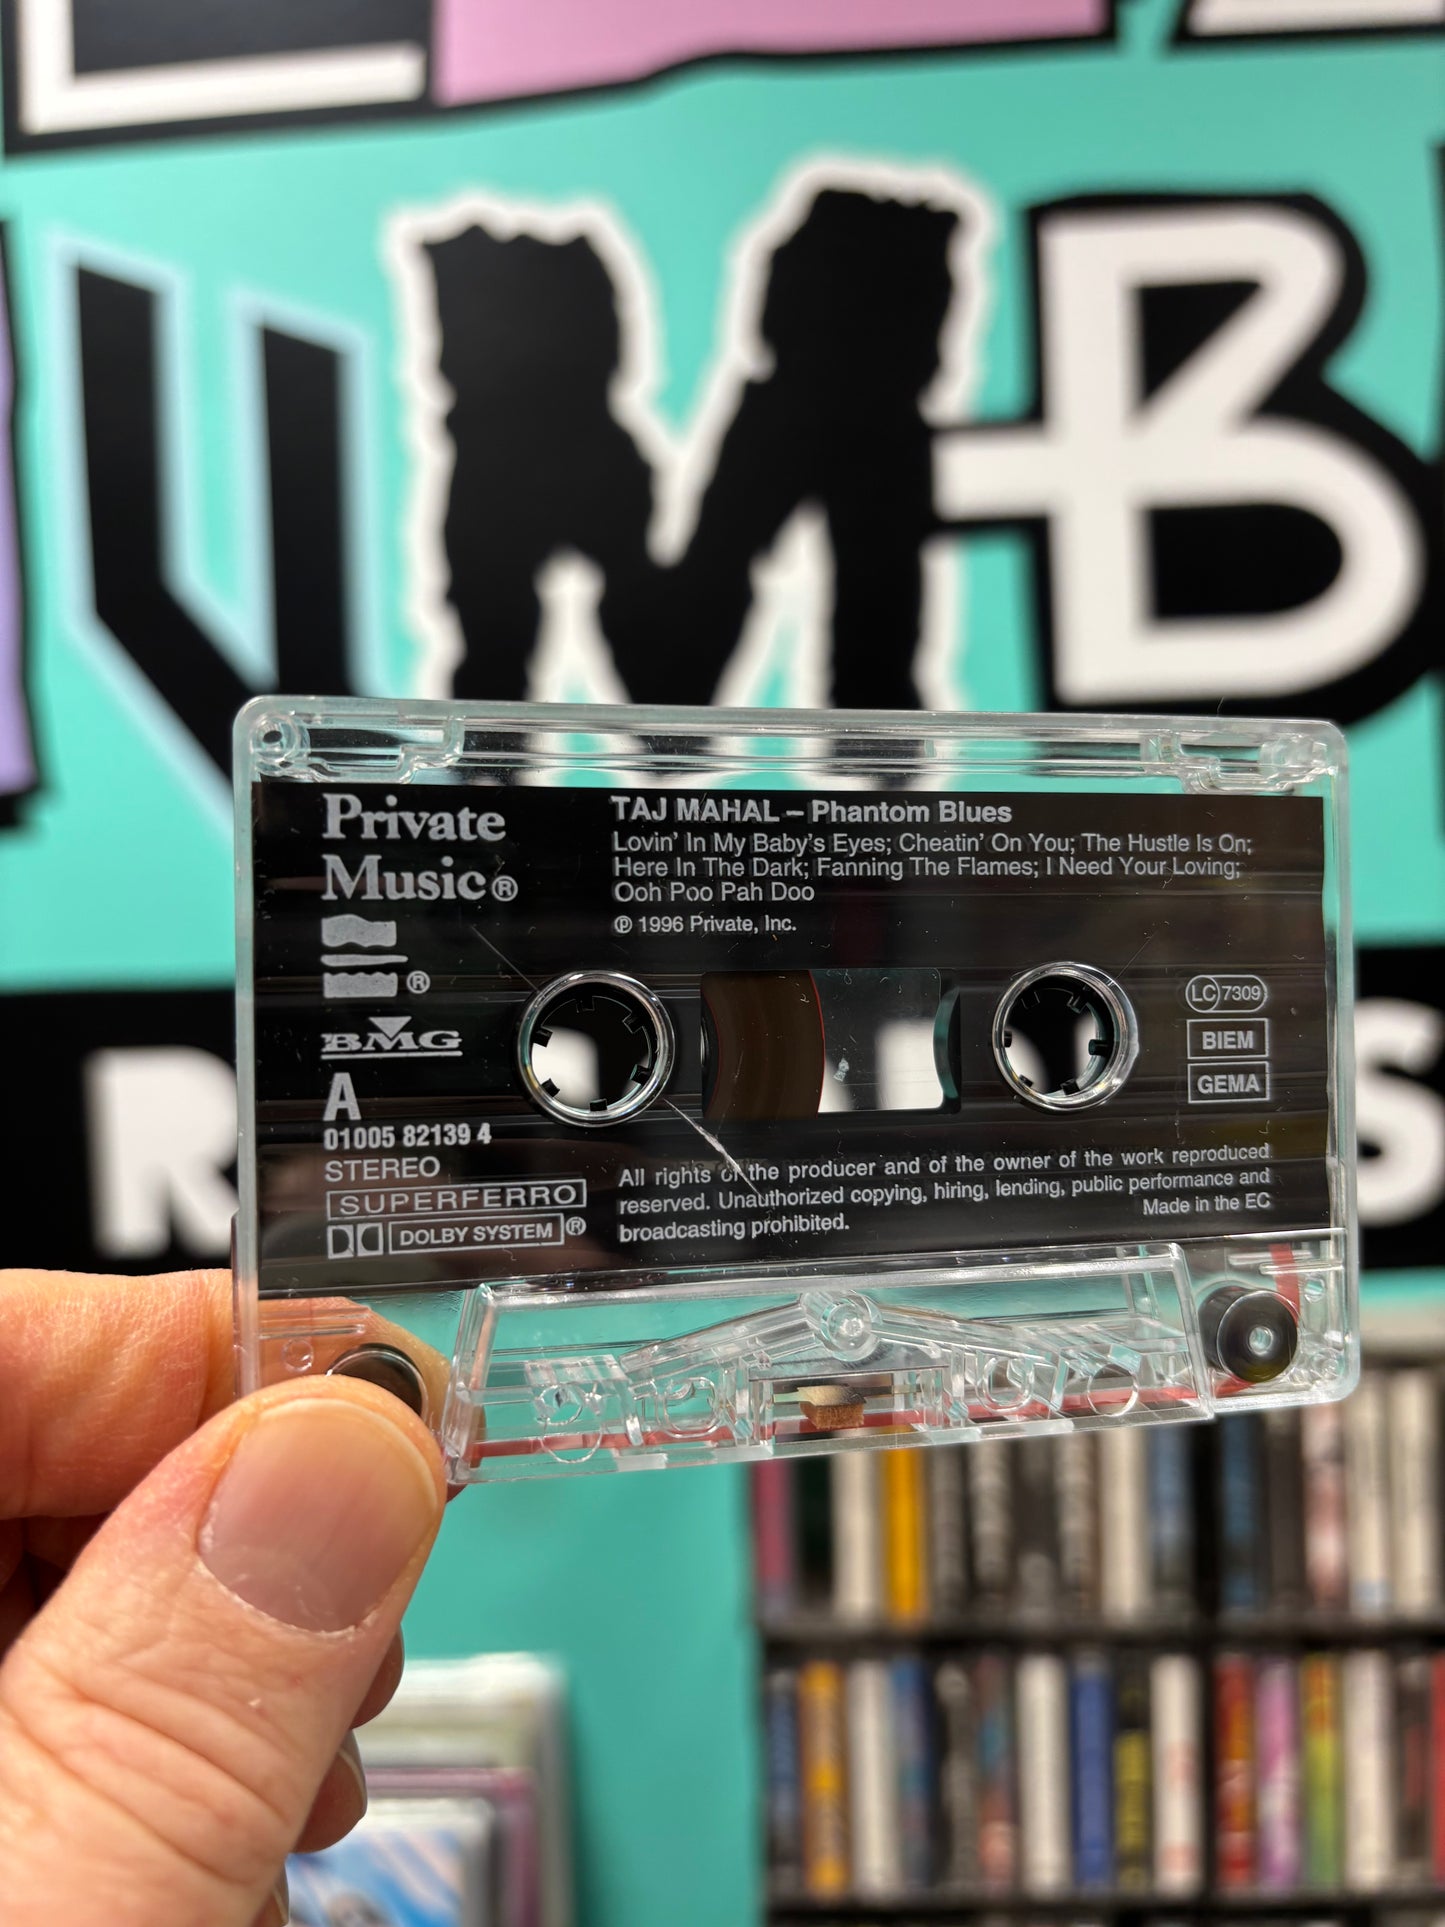 UMB
R DS
Private
Music®
®
BMG
A
01005 82139 4
STEREO
SUPERFERRO
DOLBY SYSTEM®
TAJ MAHAL – Phantom Blues
Lovin' In My Baby's Eyes; Cheatin' On You; The Hustle Is On;
Here In The Dark; Fanning The Flames; I Need Your Loving;
Ooh Poo Pah Doo
℗ 1996 Private, Inc.
LC 7309
BIEM
GEMA
All rights of the producer and of the owner of the work reproduced
reserved. Unauthorized copying, hiring, lending, public performance and
broadcasting prohibited.
Made in the EC